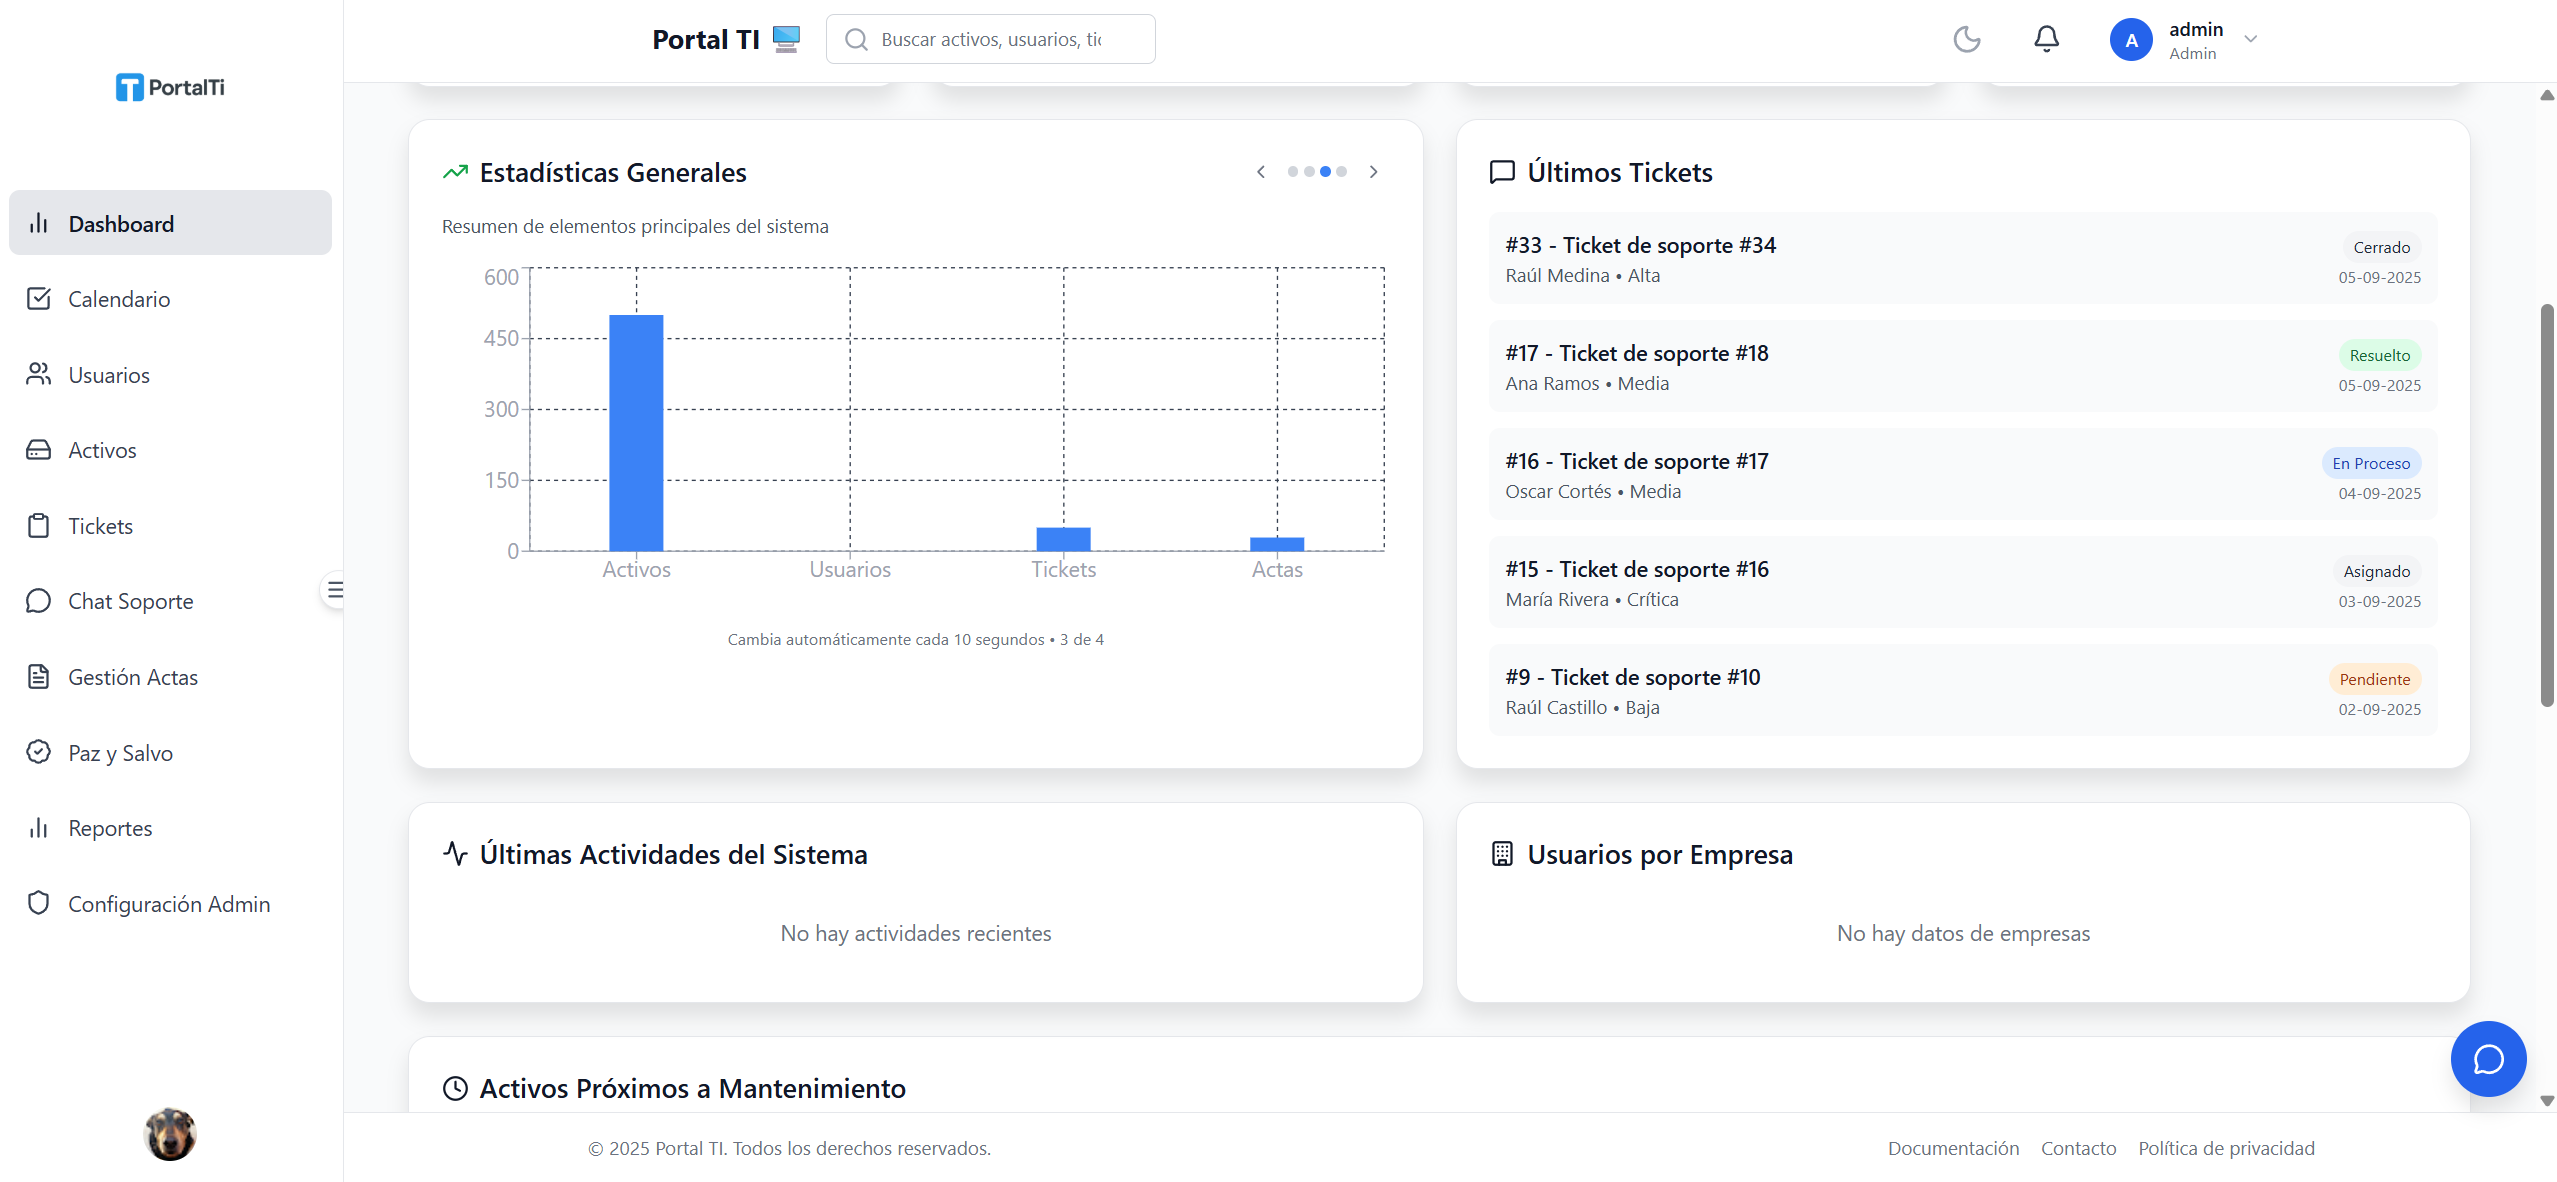 PortalTi
Dashboard
Calendario
Usuarios
Activos
Tickets
Chat Soporte
Gestión Actas
Paz y Salvo
Reportes
Configuración Admin
Portal TI
Buscar activos, usuarios, tic
A
admin
Admin
Estadísticas Generales
Resumen de elementos principales del sistema
600
450
300
150
0
Activos
Usuarios
Tickets
Actas
Cambia automáticamente cada 10 segundos • 3 de 4
Últimos Tickets
#33 - Ticket de soporte #34
Cerrado
Raúl Medina • Alta
05-09-2025
#17 - Ticket de soporte #18
Resuelto
Ana Ramos • Media
05-09-2025
#16 - Ticket de soporte #17
En Proceso
Oscar Cortés • Media
04-09-2025
#15 - Ticket de soporte #16
Asignado
María Rivera • Crítica
03-09-2025
#9 - Ticket de soporte #10
Pendiente
Raúl Castillo • Baja
02-09-2025
Últimas Actividades del Sistema
No hay actividades recientes
Usuarios por Empresa
No hay datos de empresas
Activos Próximos a Mantenimiento
© 2025 Portal TI. Todos los derechos reservados.
Documentación
Contacto
Política de privacidad